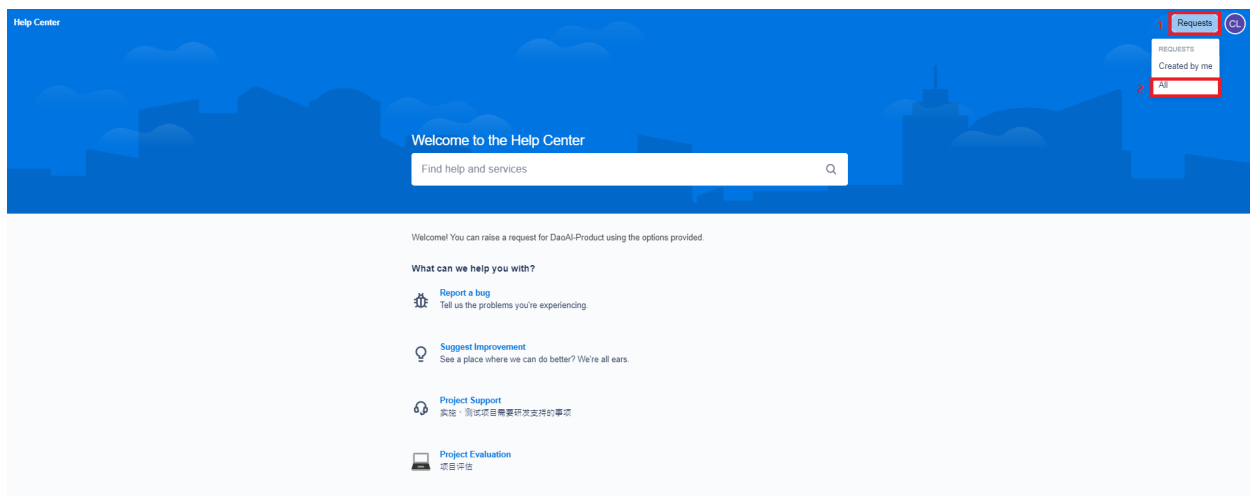 Help Center
1 Requests CL
REQUESTS
Created by me
2 All
Welcome to the Help Center
Find help and services
Welcome! You can raise a request for DaoAI-Product using the options provided.
What can we help you with?
Report a bug
Tell us the problems you're experiencing.
Suggest Improvement
See a place where we can do better? We're all ears.
Project Support
实施、测试项目需要研发支持的事项
Project Evaluation
项目评估